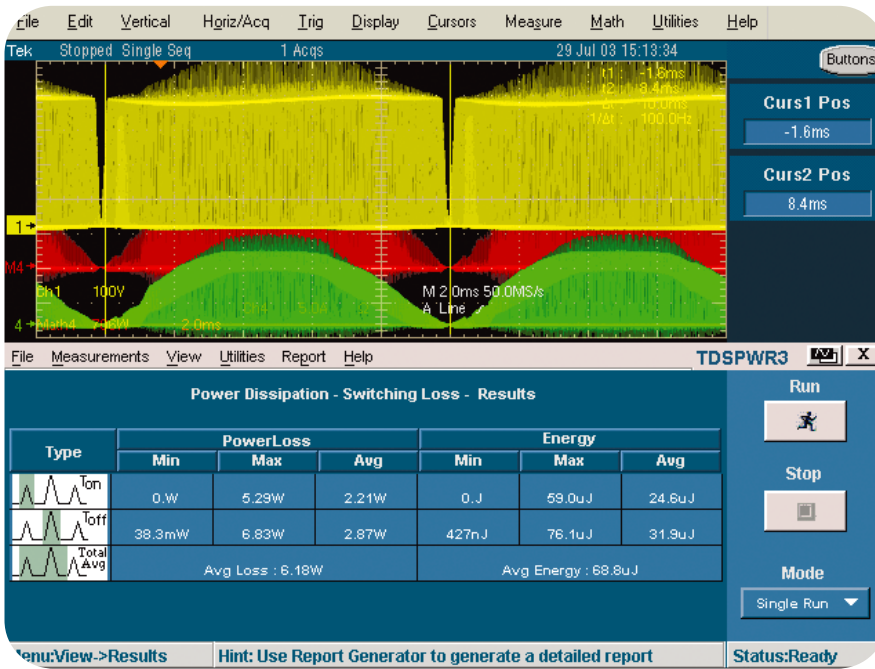 File Edit Vertical Horiz/Acq Trig Display Cursors Measure Math Utilities Help
Tek Stopped Single Seq 1 Acqs 29 Jul 03 15:13:34
Buttons
t1 : -1.6ms
t2 : 8.4ms
Δt : 10.0ms
1/Δt : 100.0Hz
Curs1 Pos
-1.6ms
Curs2 Pos
8.4ms
1
M4
Ch1 100V
M 2.0ms 50.0MS/s
A Line
4
Math4 2.0ms
File Measurements View Utilities Report Help TDSPWR3 X
Power Dissipation - Switching Loss - Results
Type PowerLoss Energy
Min Max Avg Min Max Avg
Ton 0.W 5.29W 2.21W 0.J 59.0uJ 24.6uJ
Toff 38.3mW 6.83W 2.87W 427nJ 76.1uJ 31.9uJ
Total Avg Avg Loss : 6.18W Avg Energy : 68.8uJ
Run
Stop
Mode
Single Run
Menu:View->Results Hint: Use Report Generator to generate a detailed report Status:Ready